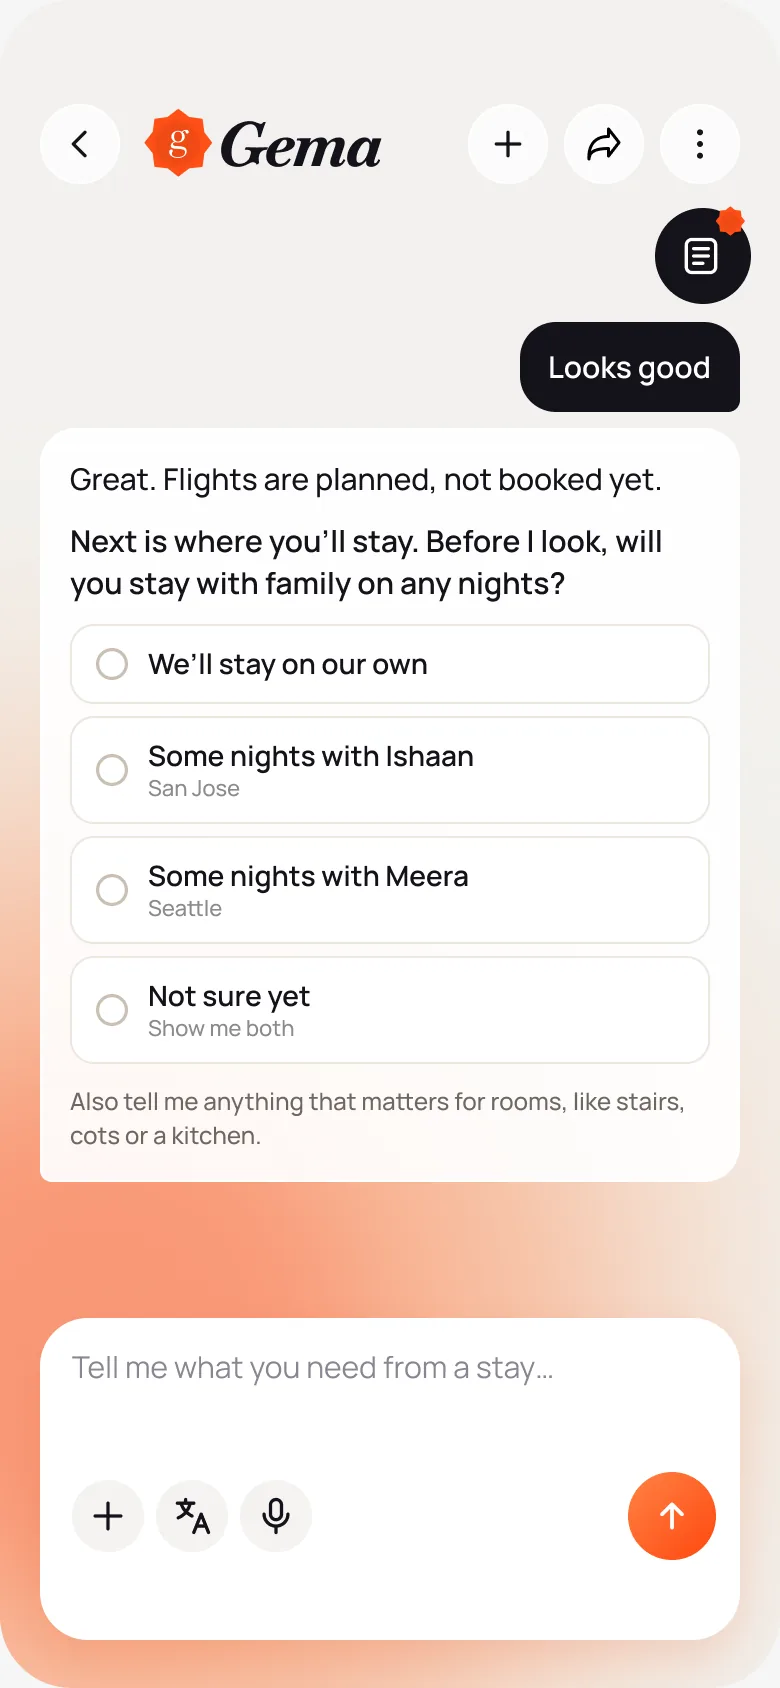 g Gema
Looks good
Great. Flights are planned, not booked yet.
Next is where you’ll stay. Before I look, will
you stay with family on any nights?
We’ll stay on our own
Some nights with Ishaan
San Jose
Some nights with Meera
Seattle
Not sure yet
Show me both
Also tell me anything that matters for rooms, like stairs,
cots or a kitchen.
Tell me what you need from a stay...
文A